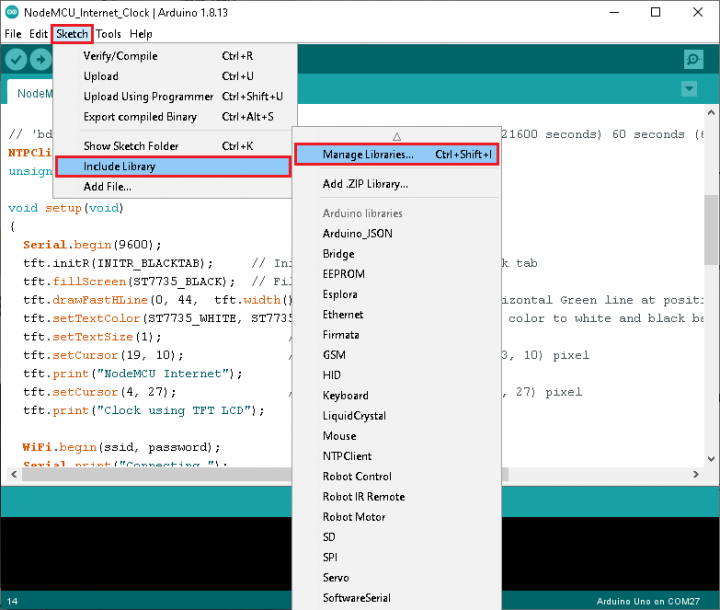 NodeMCU_Internet_Clock | Arduino 1.8.13
File Edit Sketch Tools Help
Verify/Compile Ctrl+R
Upload Ctrl+U
Upload Using Programmer Ctrl+Shift+U
Export compiled Binary Ctrl+Alt+S
Show Sketch Folder Ctrl+K
Include Library
Add File...
Manage Libraries... Ctrl+Shift+I
Add .ZIP Library...
Arduino libraries
Arduino_JSON
Bridge
EEPROM
Esplora
Ethernet
Firmata
GSM
HID
Keyboard
LiquidCrystal
Mouse
NTPClient
Robot Control
Robot IR Remote
Robot Motor
SD
SPI
Servo
SoftwareSerial
NodeM
// 'bd 21600 seconds) 60 seconds (6
NTPCli
unsign
void setup(void)
{
Serial.begin(9600);
tft.initR(INITR_BLACKTAB); // Ini k tab
tft.fillScreen(ST7735_BLACK); // Fil
tft.drawFastHLine(0, 44, tft.width() rizontal Green line at positi
tft.setTextColor(ST7735_WHITE, ST773 color to white and black ba
tft.setTextSize(1); /
tft.setCursor(19, 10); / 3, 10) pixel
tft.print("NodeMCU Internet");
tft.setCursor(4, 27); / , 27) pixel
tft.print("Clock using TFT LCD");
WiFi.begin(ssid, password);
Serial.print("Connecting.");
14 Arduino Uno on COM27